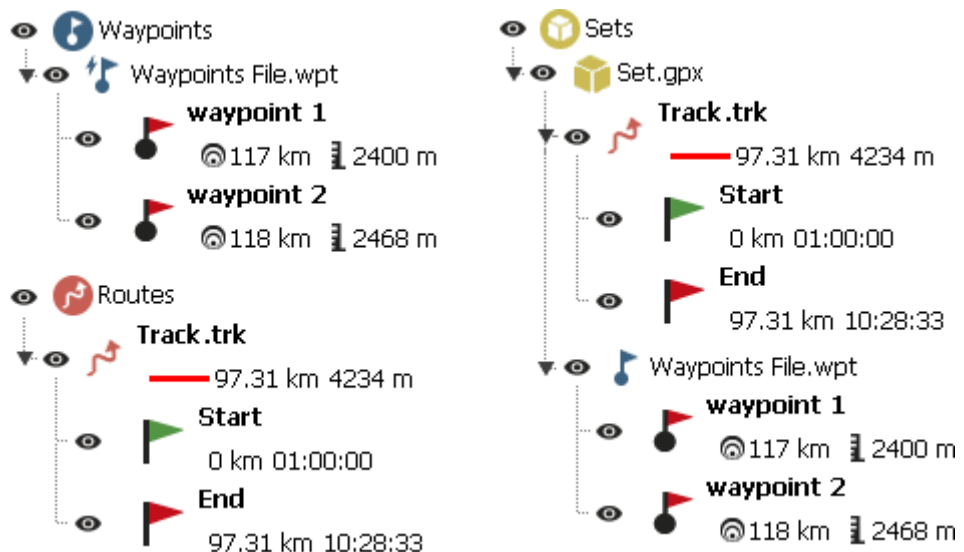 Waypoints
Waypoints File.wpt
waypoint 1
117 km 2400 m
waypoint 2
118 km 2468 m
Routes
Track.trk
97.31 km 4234 m
Start
0 km 01:00:00
End
97.31 km 10:28:33
Sets
Set.gpx
Track.trk
97.31 km 4234 m
Start
0 km 01:00:00
End
97.31 km 10:28:33
Waypoints File.wpt
waypoint 1
117 km 2400 m
waypoint 2
118 km 2468 m